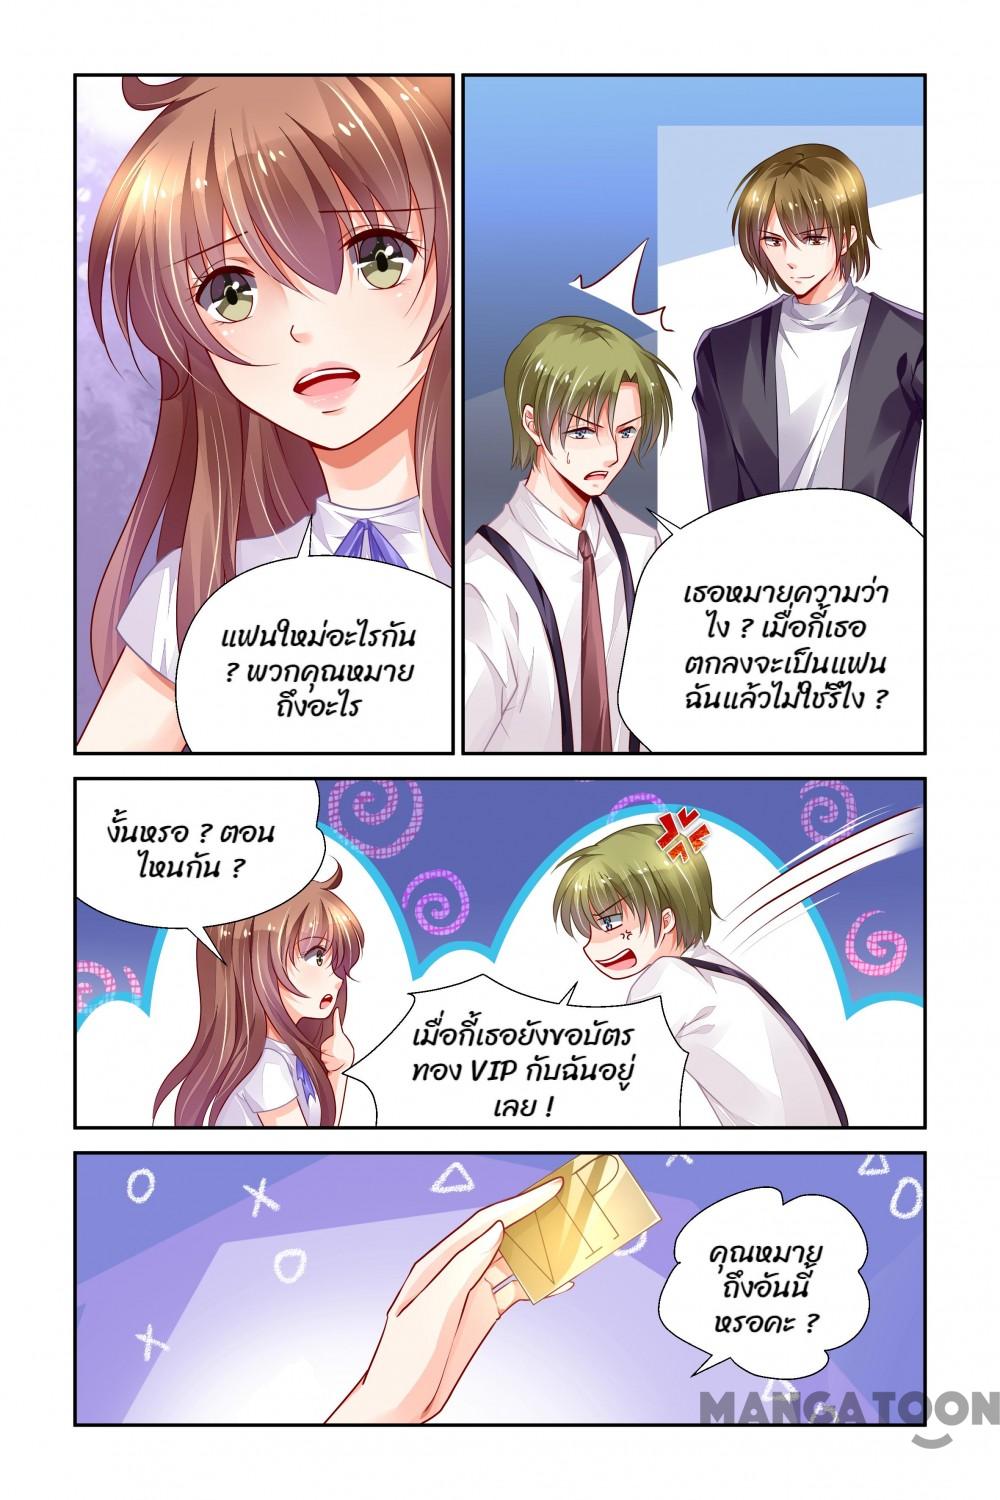 แฟนใหม่อะไรกัน
? พวกคุณหมาย
ถึงอะไร
เธอหมายความว่า
ไง ? เมื่อกี้เธอ
ตกลงจะเป็นแฟน
ฉันแล้วไม่ใช่รึไง ?
งั้นหรอ ? ตอน
ไหนกัน ?
เมื่อกี้เธอยังขอบัตร
ทอง VIP กับฉันอยู่
เลย !
VIP
คุณหมาย
ถึงอันนี้
หรอคะ ?
MANGATOON